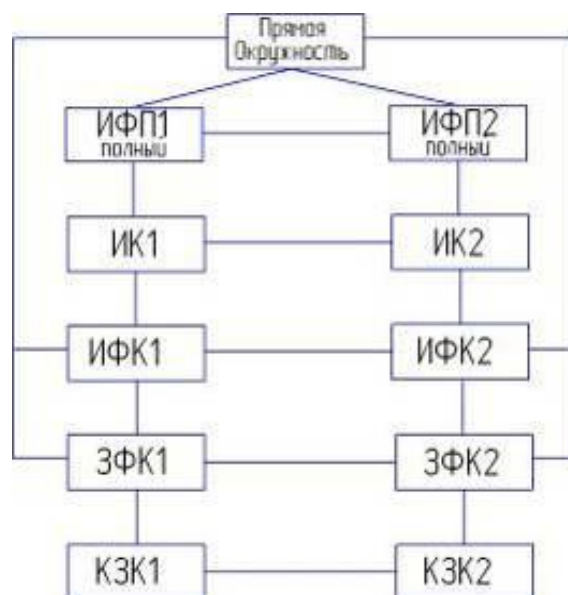 Прямая
Окружность
ИФП1
полный
ИФП2
полный
ИК1
ИК2
ИФК1
ИФК2
ЗФК1
ЗФК2
КЗК1
КЗК2